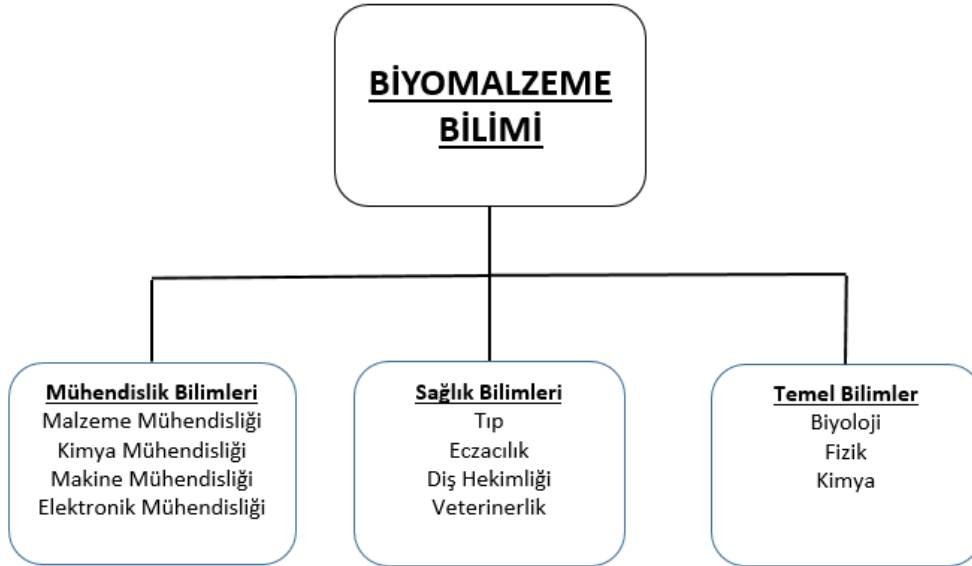 BİYOMALZEME
BİLİMİ
Mühendislik Bilimleri
Malzeme Mühendisliği
Kimya Mühendisliği
Makine Mühendisliği
Elektronik Mühendisliği
Sağlık Bilimleri
Tıp
Eczacılık
Diş Hekimliği
Veterinerlik
Temel Bilimler
Biyoloji
Fizik
Kimya